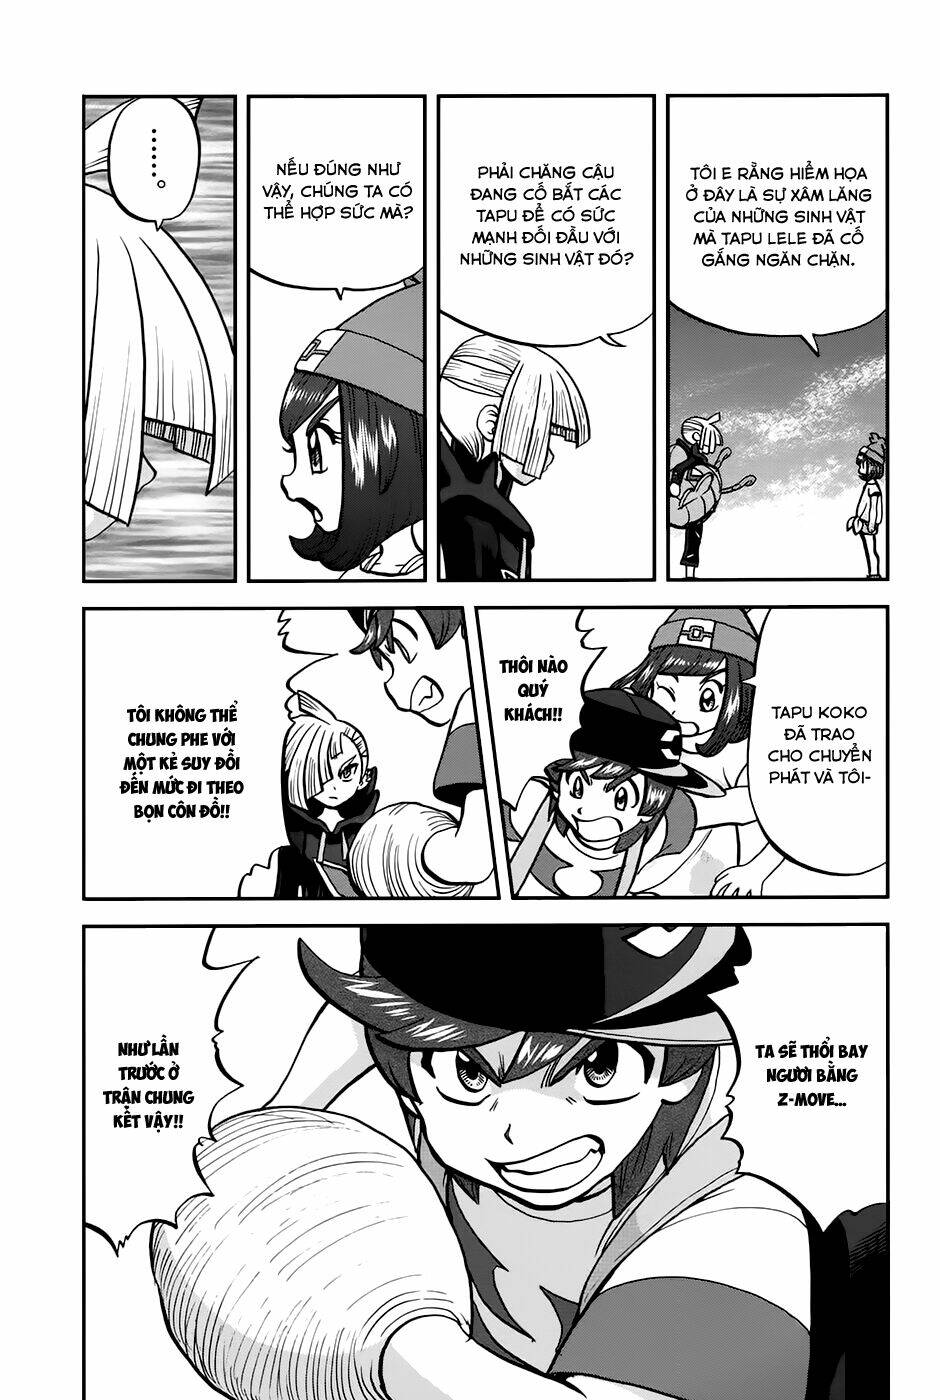 TÔI E RẰNG HIỂM HỌA
Ở ĐÂY LÀ SỰ XÂM LĂNG
CỦA NHỮNG SINH VẬT
MÀ TAPU LELE ĐÃ CỐ
GẮNG NGĂN CHẶN.
PHẢI CHĂNG CẬU
ĐANG CỐ BẮT CÁC
TAPU ĐỂ CÓ SỨC
MẠNH ĐỐI ĐẦU VỚI
NHỮNG SINH VẬT ĐÓ?
NẾU ĐÚNG NHƯ
VẬY, CHÚNG TA CÓ
THỂ HỢP SỨC MÀ?
.......
TAPU KOKO
ĐÃ TRAO
CHO CHUYỂN
PHÁT VÀ TÔI-
THÔI NÀO
QUÝ
KHÁCH!!
TÔI KHÔNG THỂ
CHUNG PHE VỚI
MỘT KẺ SUY ĐỒI
ĐẾN MỨC ĐI THEO
BỌN CÔN ĐỒ!!
TA SẼ THỔI BAY
NGƯƠI BẰNG
Z-MOVE...
NHƯ LẦN
TRƯỚC Ở
TRẬN CHUNG
KẾT VẬY!!